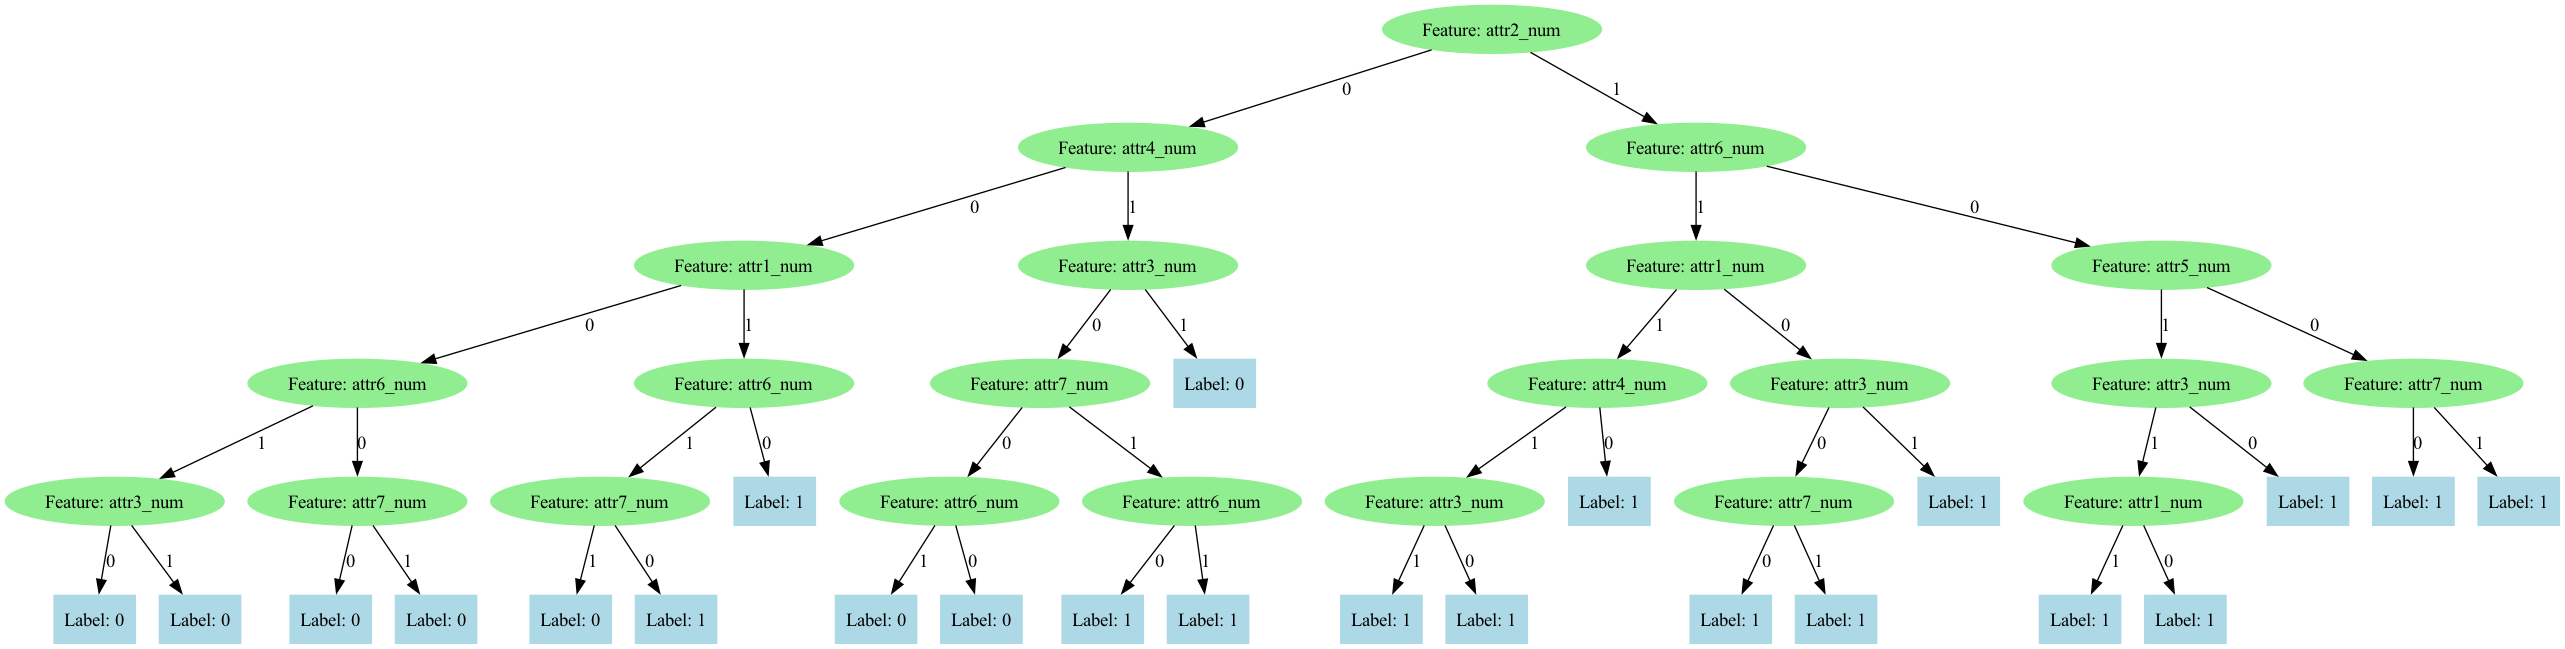 Feature: attr2_num
0
1
Feature: attr4_num
Feature: attr6_num
0
1
1
0
Feature: attr1_num
Feature: attr3_num
Feature: attr1_num
Feature: attr5_num
0
1
0
1
1
0
1
0
Feature: attr6_num
Feature: attr6_num
Feature: attr7_num
Label: 0
Feature: attr4_num
Feature: attr3_num
Feature: attr3_num
Feature: attr7_num
1
0
1
0
0
1
1
0
0
1
1
0
0
1
Feature: attr3_num
Feature: attr7_num
Feature: attr7_num
Label: 1
Feature: attr6_num
Feature: attr6_num
Feature: attr3_num
Label: 1
Feature: attr7_num
Label: 1
Feature: attr1_num
Label: 1
Label: 1
Label: 1
0
1
0
1
1
0
1
0
0
1
1
0
0
1
1
0
Label: 0
Label: 0
Label: 0
Label: 0
Label: 0
Label: 1
Label: 0
Label: 0
Label: 1
Label: 1
Label: 1
Label: 1
Label: 1
Label: 1
Label: 1
Label: 1